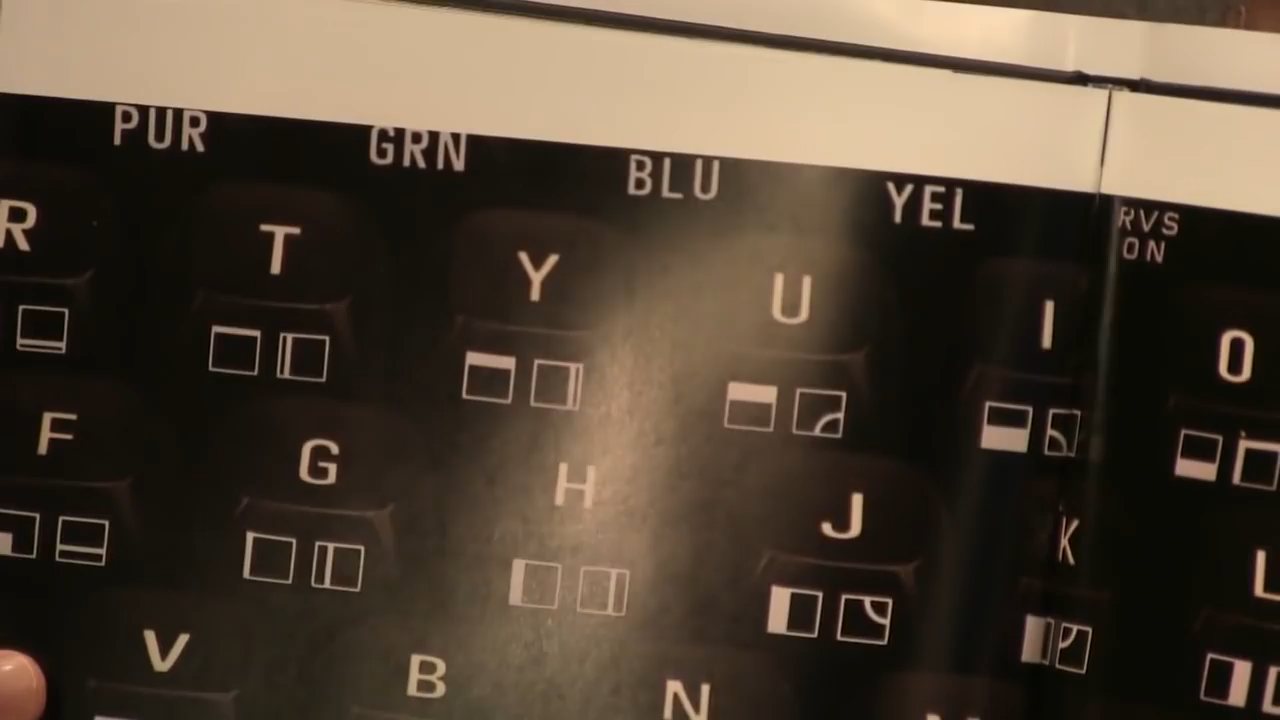 PUR GRN BLU YEL RVS
ON
R T Y U I O
F G H J K L
V B N